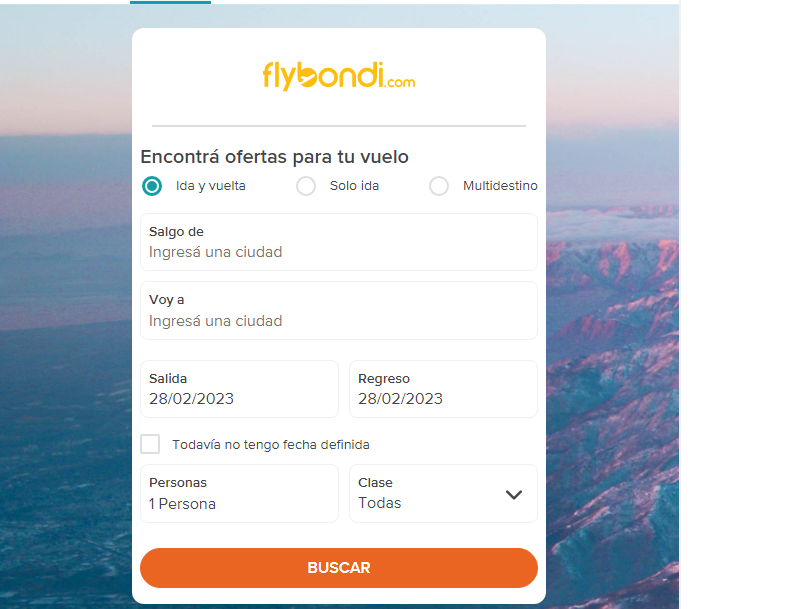 flybondi.com
Encontrá ofertas para tu vuelo
Ida y vuelta Solo ida Multidestino
Salgo de
Ingresá una ciudad
Voy a
Ingresá una ciudad
Salida Regreso
28/02/2023 28/02/2023
Todavía no tengo fecha definida
Personas Clase
1 Persona Todas
BUSCAR